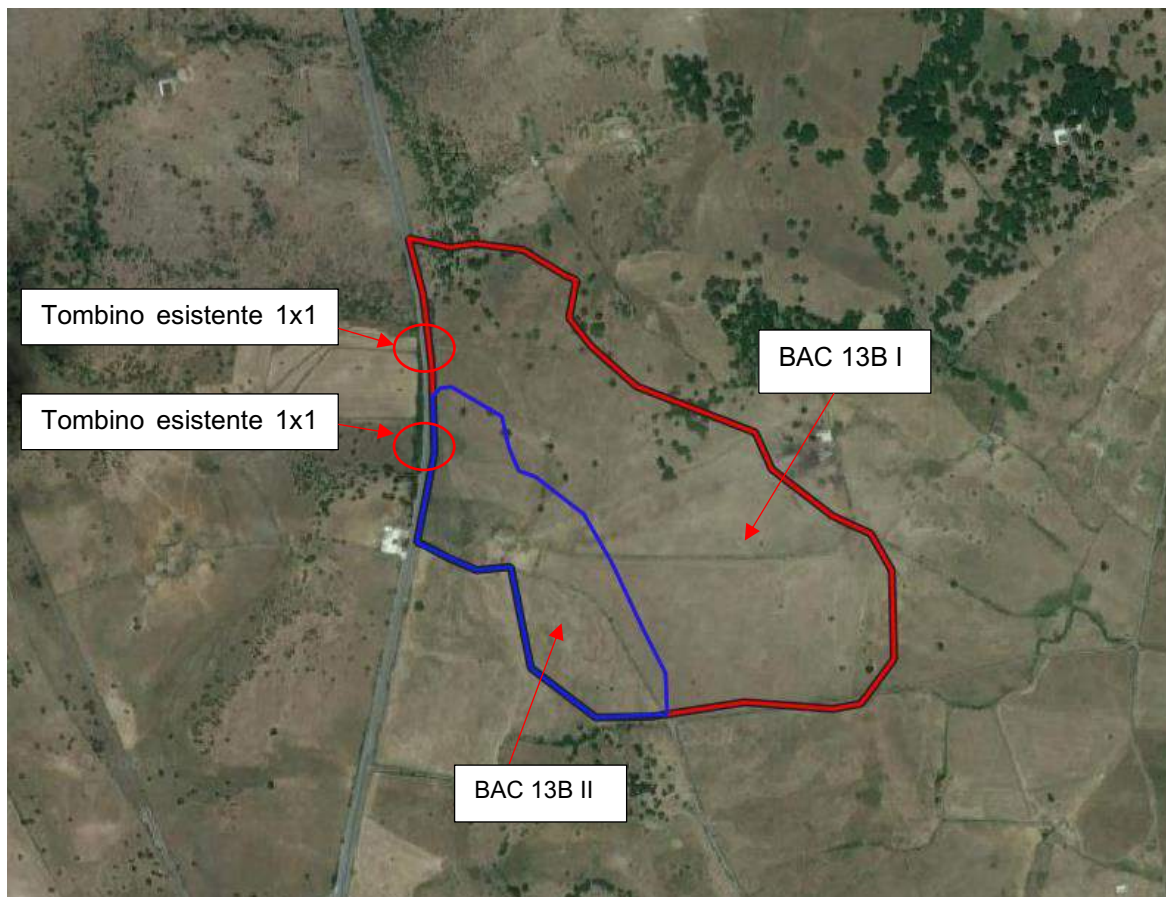 Tombino esistente 1x1
BAC 13B I
Tombino esistente 1x1
BAC 13B II